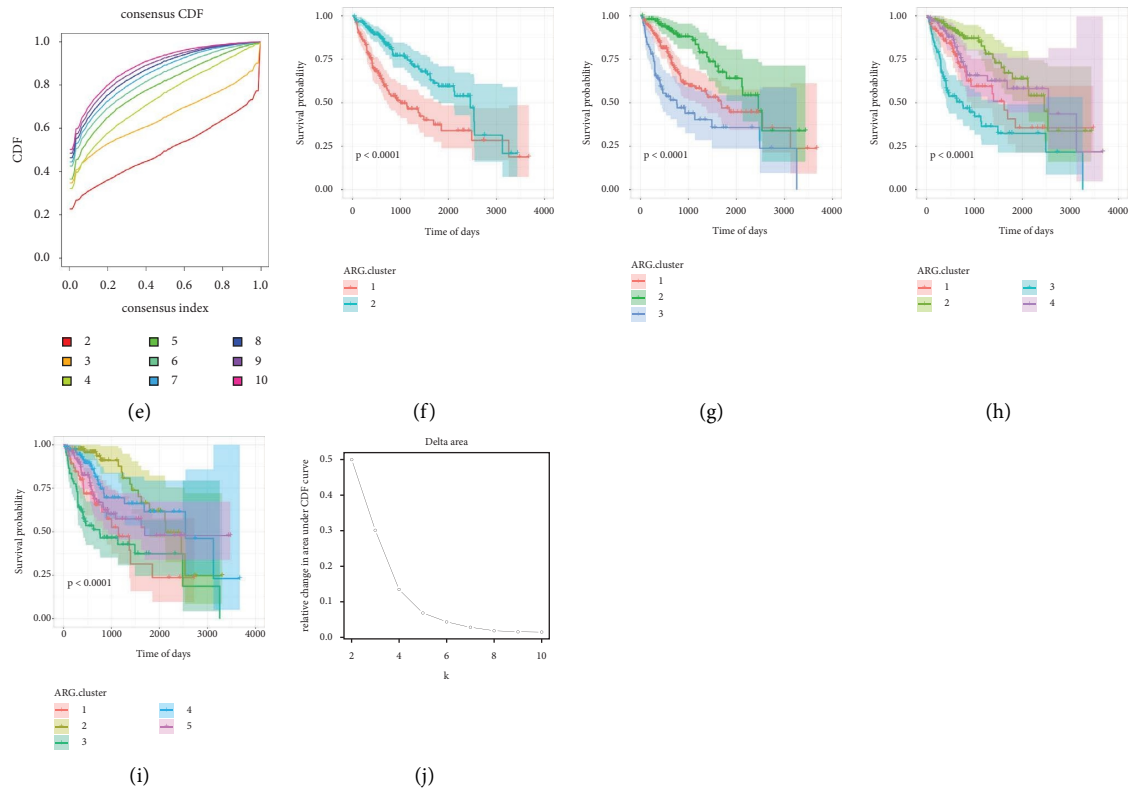 consensus CDF
1.0
0.8
0.6
0.4
0.2
0.0
CDF
0.0 0.2 0.4 0.6 0.8 1.0
consensus index
2 5 8
3 6 9
4 7 10
(e)
1.00
0.75
0.50
0.25
0.00
Survival probability
p < 0.0001
0 1000 2000 3000 4000
Time of days
ARG.cluster
1
2
(f)
1.00
0.75
0.50
0.25
0.00
Survival probability
p < 0.0001
0 1000 2000 3000 4000
Time of days
ARG.cluster
1
2
3
(g)
1.00
0.75
0.50
0.25
0.00
Survival probability
p < 0.0001
0 1000 2000 3000 4000
Time of days
ARG.cluster
1 3
2 4
(h)
1.00
0.75
0.50
0.25
0.00
Survival probability
p < 0.0001
0 1000 2000 3000 4000
Time of days
ARG.cluster
1 4
2 5
3
(i)
Delta area
0.5
0.4
0.3
0.2
0.1
0.0
relative change in area under CDF curve
2 4 6 8 10
k
(j)